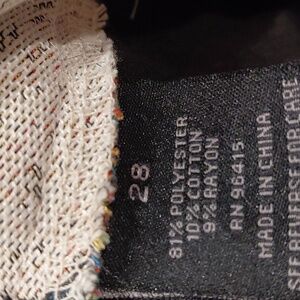 28
81% POLYESTER
10% COTTON
9% RAYON
RN 96415
MADE IN CHINA
SEE REVERSE FOR CARE